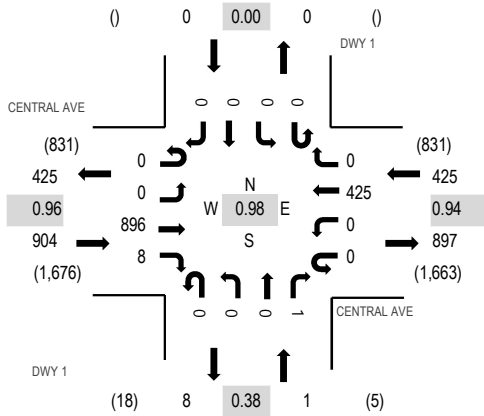 () 0 0.00 0 ()
DWY 1
0 0 0 0
CENTRAL AVE
(831) 0 0 (831)
425 425 425
0 N
0.96 W 0.98 E 0.94
896 S 0
904 8 0 897
(1,676) (1,663)
0 0 0 1
CENTRAL AVE
DWY 1
(18) 8 0.38 1 (5)